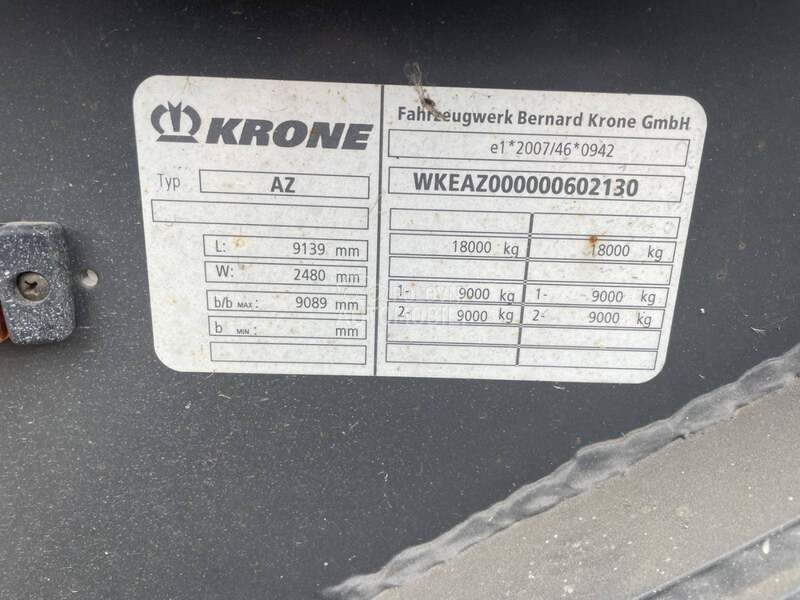 KRONE
Typ AZ
L: 9139 mm
W: 2480 mm
b/b MAX: 9089 mm
b MIN: mm
Fahrzeugwerk Bernard Krone GmbH
e1*2007/46*0942
WKEAZ000000602130
18000 kg 18000 kg
1- 9000 kg 1- 9000 kg
2- 9000 kg 2- 9000 kg